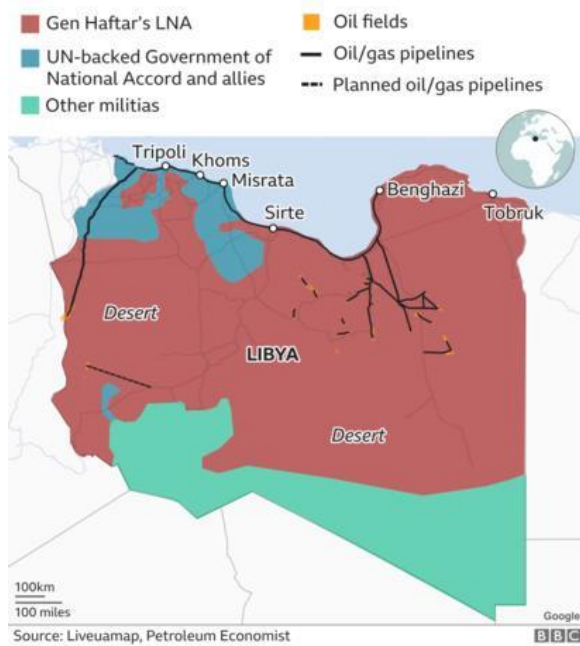 Gen Haftar's LNA
UN-backed Government of
National Accord and allies
Other militias
Oil fields
Oil/gas pipelines
Planned oil/gas pipelines
Tripoli
Khoms
Misrata
Sirte
Benghazi
Tobruk
Desert
LIBYA
Desert
100km
100 miles
Google
Source: Liveuamap, Petroleum Economist
BBC